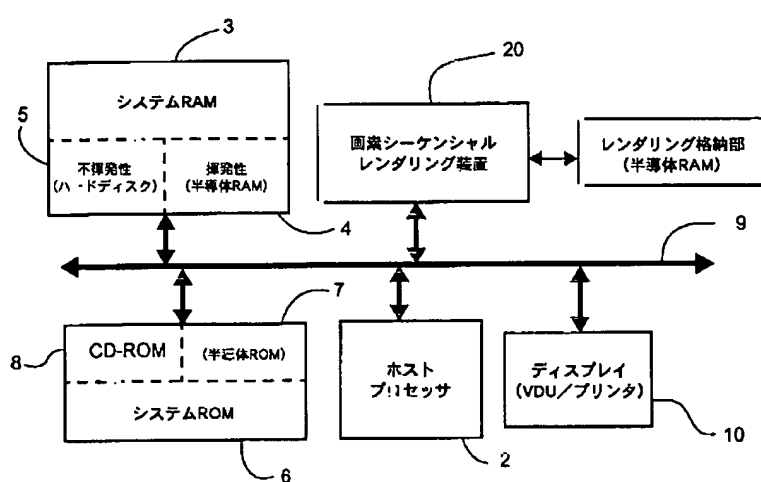 3
20
5
システムRAM
不揮発性
(ハードディスク)
揮発性
(半導体RAM)
4
画素シーケンシャル
レンダリング装置
レンダリング格納部
(半導体RAM)
9
7
8
CD-ROM
(半導体ROM)
システムROM
6
ホスト
プロセッサ
2
ディスプレイ
(VDU/プリンタ)
10